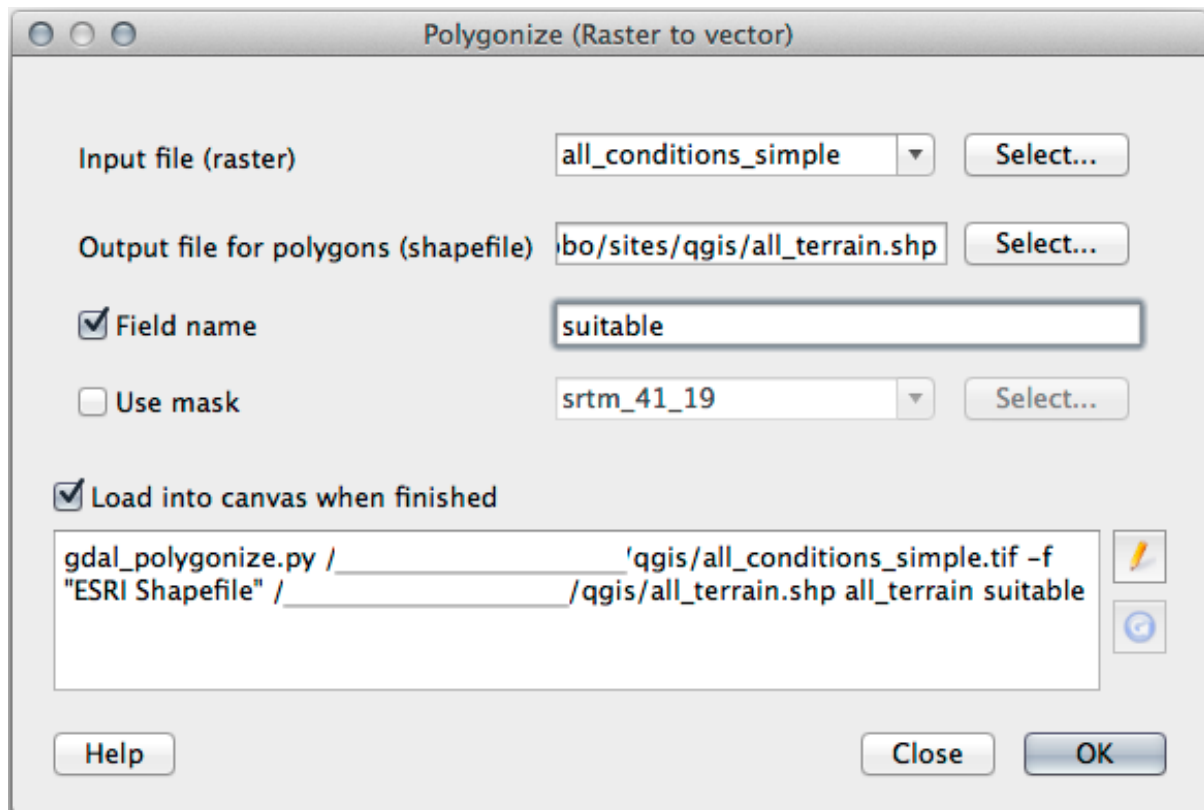 Polygonize (Raster to vector)
Input file (raster) all_conditions_simple Select...
Output file for polygons (shapefile) bo/sites/qgis/all_terrain.shp Select...
Field name suitable
Use mask srtm_41_19 Select...
Load into canvas when finished
gdal_polygonize.py /____________________/qgis/all_conditions_simple.tif -f
"ESRI Shapefile" /____________________/qgis/all_terrain.shp all_terrain suitable
Help Close OK